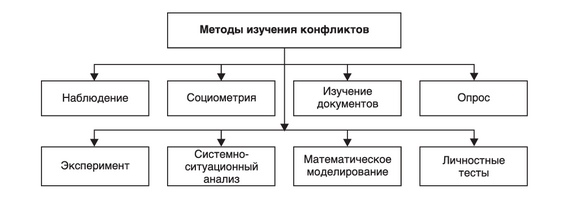 Методы изучения конфликтов
Наблюдение
Социометрия
Изучение
документов
Опрос
Эксперимент
Системно-
ситуационный
анализ
Математическое
моделирование
Личностные
тесты